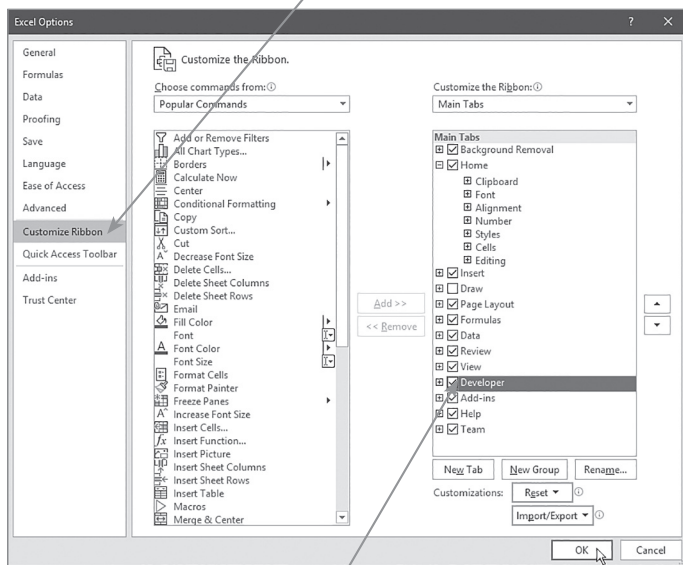 Excel Options
?
General
Formulas
Data
Proofing
Save
Language
Ease of Access
Advanced
Customize Ribbon
Quick Access Toolbar
Add-ins
Trust Center
Customize the Ribbon.
Choose commands from:
Popular Commands
Add or Remove Filters
All Chart Types...
Borders
Calculate Now
Center
Conditional Formatting
Copy
Custom Sort...
Cut
Decrease Font Size
Delete Cells...
Delete Sheet Columns
Delete Sheet Rows
Email
Fill Color
Font
Font Color
Font Size
Format Cells
Format Painter
Freeze Panes
Increase Font Size
Insert Cells...
Insert Function...
Insert Picture
Insert Sheet Columns
Insert Sheet Rows
Insert Table
Macros
Merge & Center
Add >>
<< Remove
Customize the Ribbon:
Main Tabs
Main Tabs
Background Removal
Home
Clipboard
Font
Alignment
Number
Styles
Cells
Editing
Insert
Draw
Page Layout
Formulas
Data
Review
View
Developer
Add-ins
Help
Team
New Tab New Group Rename...
Customizations: Reset
Import/Export
OK Cancel